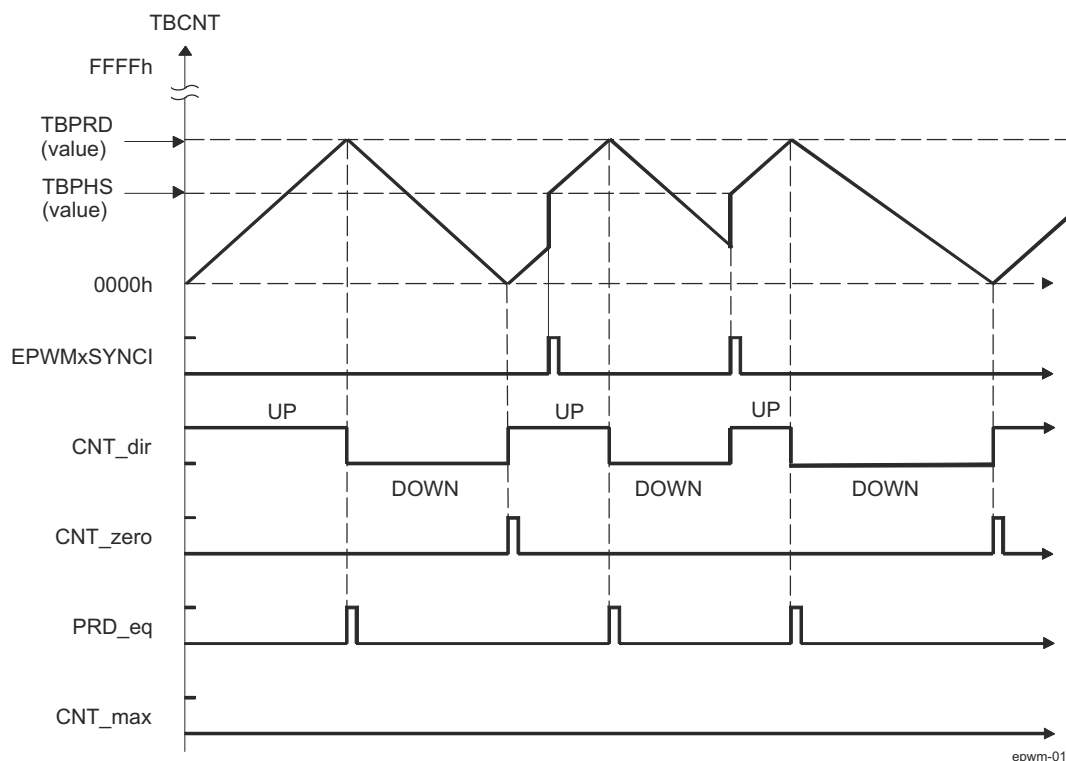 TBCNT
FFFFh
TBPRD
(value)
TBPHS
(value)
0000h
EPWMxSYNCI
UP
UP
UP
CNT_dir
DOWN
DOWN
DOWN
CNT_zero
PRD_eq
CNT_max
epwm-01